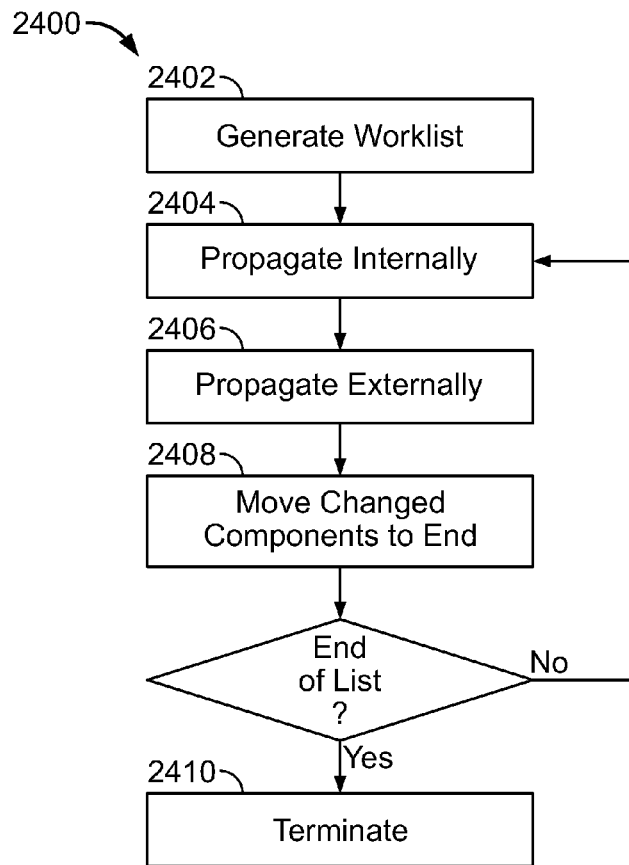 2400
2402
Generate Worklist
2404
Propagate Internally
2406
Propagate Externally
2408
Move Changed
Components to End
End
of List
?
No
Yes
2410
Terminate